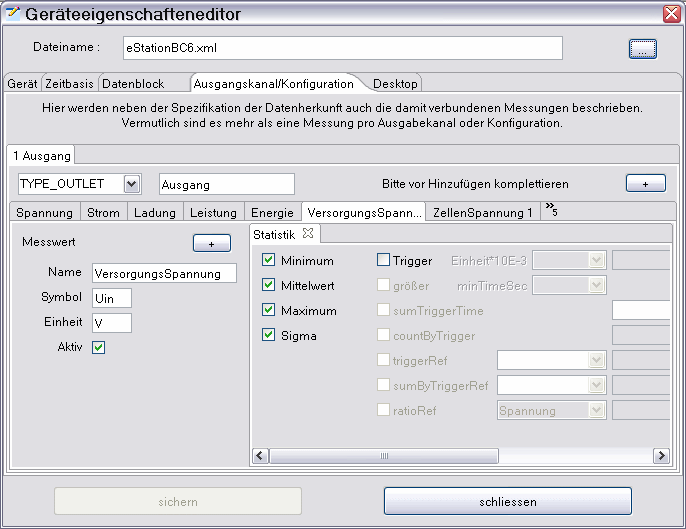 Geräteeigenschafteneditor
Dateiname : eStationBC6.xml ...
Gerät Zeitbasis Datenblock Ausgangskanal/Konfiguration Desktop
Hier werden neben der Spezifikation der Datenherkunft auch die damit verbundenen Messungen beschrieben.
Vermutlich sind es mehr als eine Messung pro Ausgabekanal oder Konfiguration.
1 Ausgang
TYPE_OUTLET Ausgang Bitte vor Hinzufügen komplettieren +
Spannung Strom Ladung Leistung Energie VersorgungsSpann... ZellenSpannung 1 »5
Messwert +
Name VersorgungsSpannung
Symbol Uin
Einheit V
Aktiv
Statistik
Minimum Trigger Einheit*10E-3
Mittelwert größer minTimeSec
Maximum sumTriggerTime
Sigma countByTrigger
triggerRef
sumByTriggerRef
ratioRef Spannung
sichern schliessen